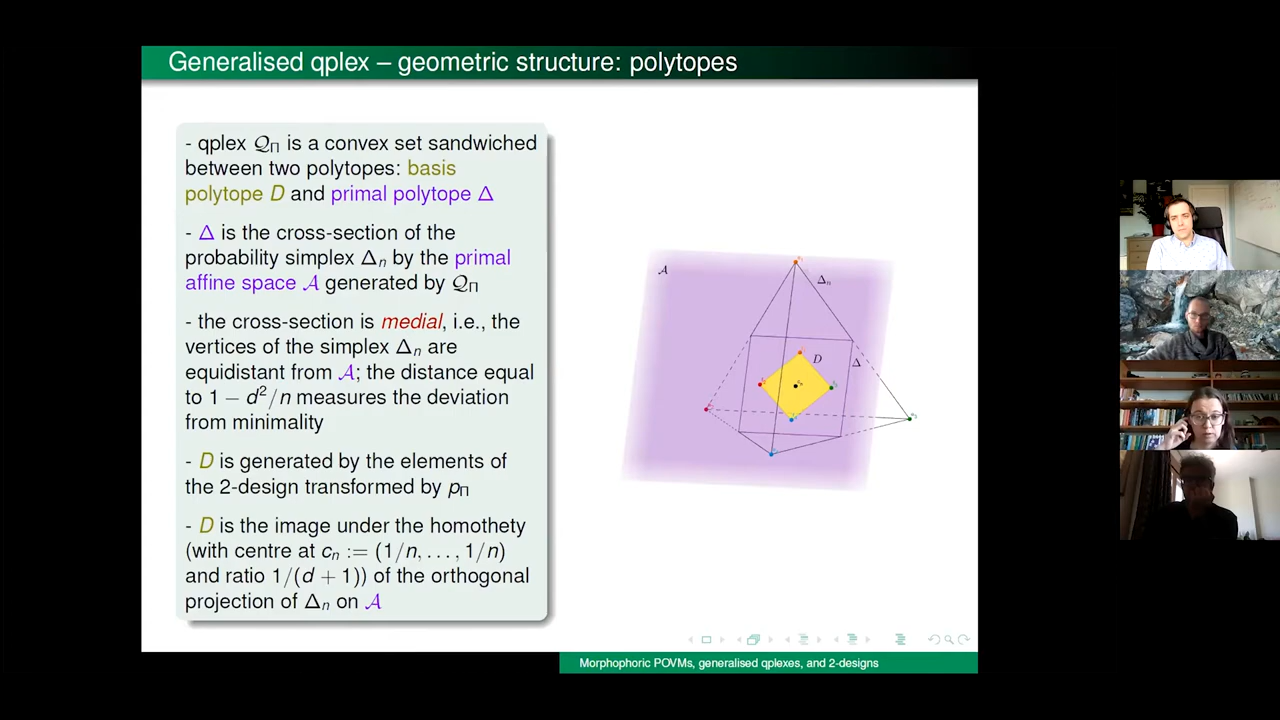 Generalised qplex – geometric structure: polytopes
- qplex 𝒬_Π is a convex set sandwiched
between two polytopes: basis
polytope D and primal polytope Δ
- Δ is the cross-section of the
probability simplex Δ_n by the primal
affine space 𝒜 generated by 𝒬_Π
- the cross-section is medial, i.e., the
vertices of the simplex Δ_n are
equidistant from 𝒜; the distance equal
to 1 − d²/n measures the deviation
from minimality
- D is generated by the elements of
the 2-design transformed by p_Π
- D is the image under the homothety
(with centre at c_n := (1/n, . . . , 1/n)
and ratio 1/(d + 1)) of the orthogonal
projection of Δ_n on 𝒜
𝒜
Δ_n
D
Δ
Morphophoric POVMs, generalised qplexes, and 2-designs